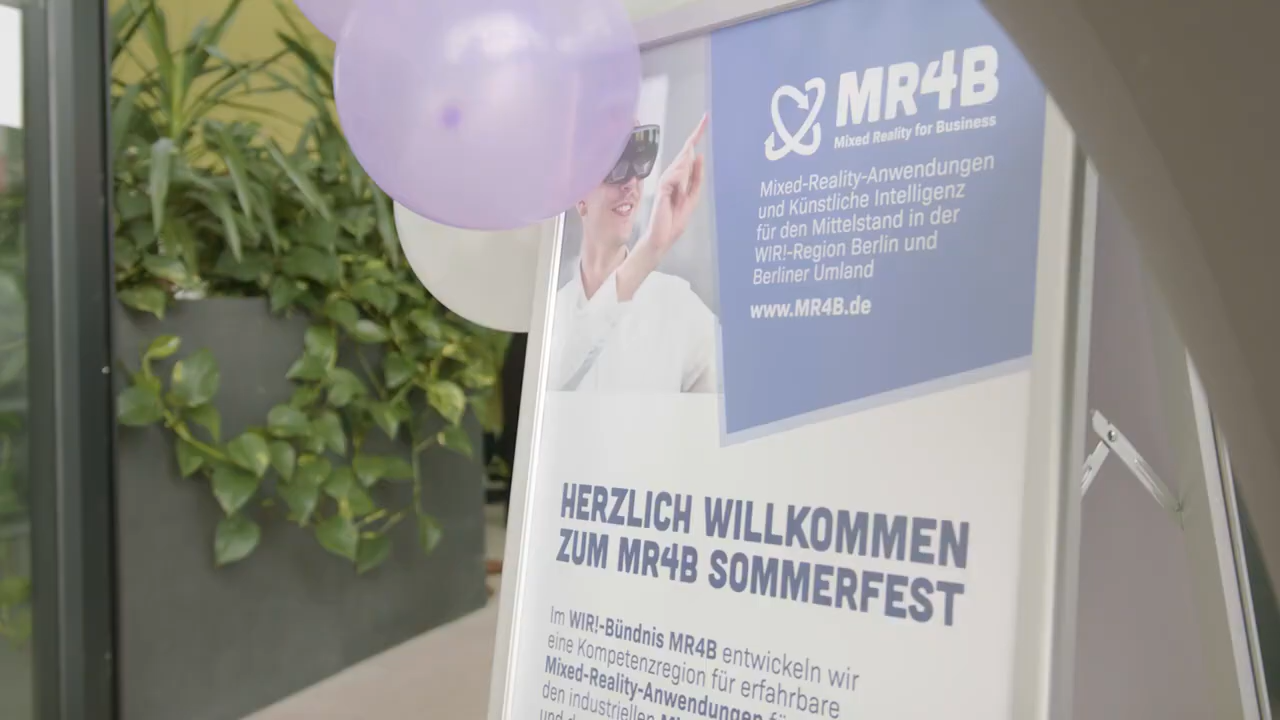 MR4B
Mixed Reality for Business
Mixed-Reality-Anwendungen
und Künstliche Intelligenz
für den Mittelstand in der
WIR!-Region Berlin und
Berliner Umland
www.MR4B.de
HERZLICH WILLKOMMEN
ZUM MR4B SOMMERFEST
Im WIR!-Bündnis MR4B entwickeln wir
eine Kompetenzregion für erfahrbare
Mixed-Reality-Anwendungen
den industriellen
und